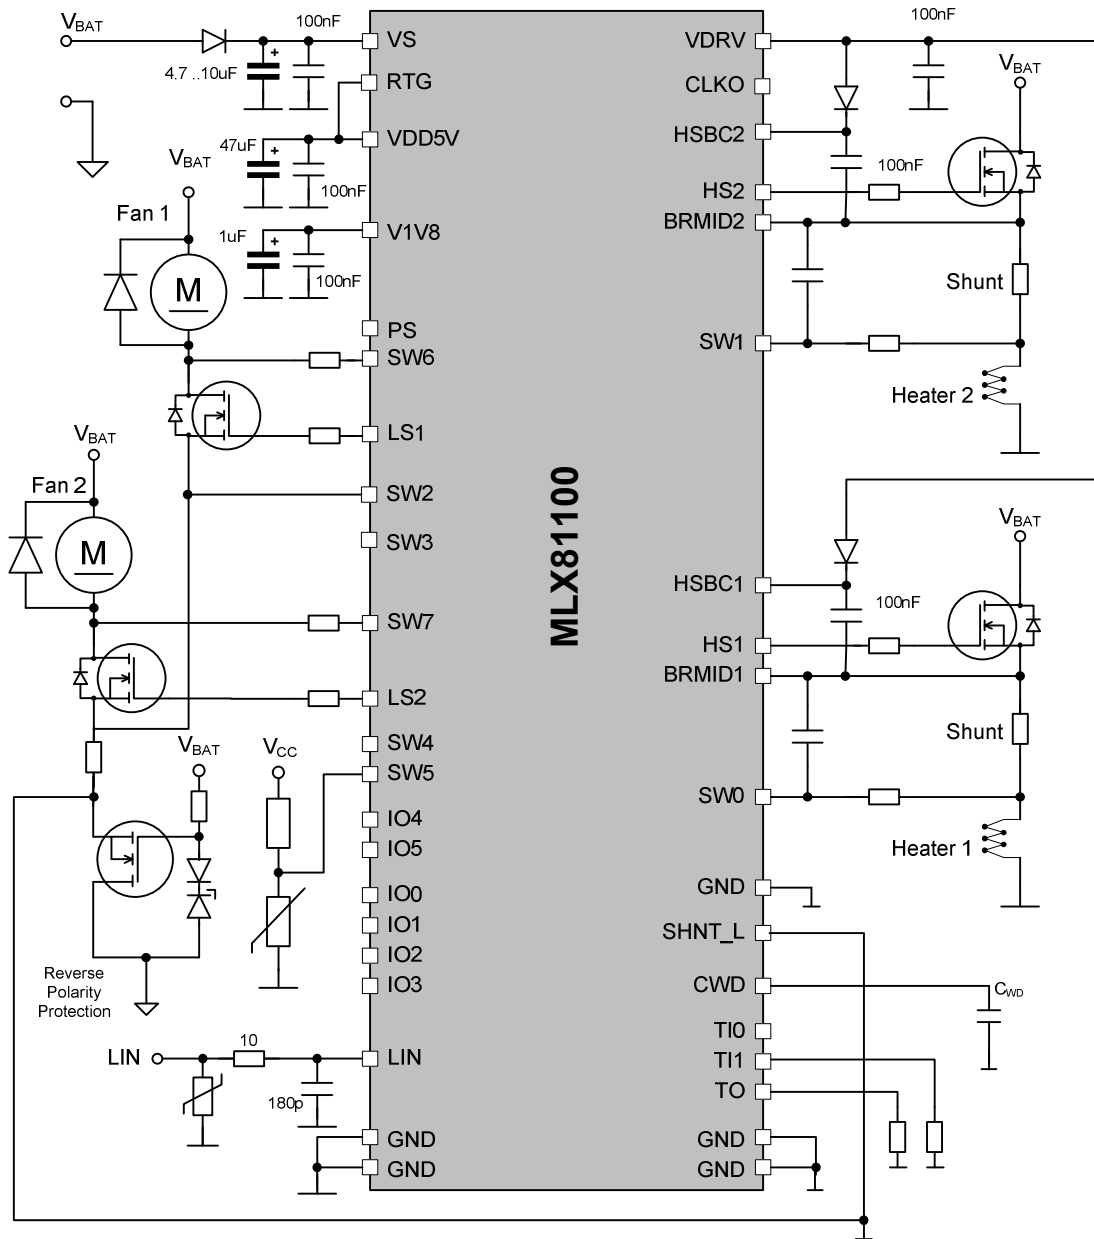 VBAT
100nF
4.7 ..10uF
VS
RTG
47uF
100nF
VDD5V
VBAT
Fan 1
M
1uF
100nF
V1V8
PS
SW6
LS1
VBAT
Fan 2
M
SW2
SW3
SW7
LS2
VBAT
VCC
SW4
SW5
IO4
IO5
IO0
IO1
IO2
IO3
Reverse
Polarity
Protection
LIN
10
180p
LIN
GND
GND
MLX81100
VDRV
100nF
CLKO
VBAT
HSBC2
100nF
HS2
BRMID2
Shunt
SW1
Heater 2
VBAT
HSBC1
100nF
HS1
BRMID1
Shunt
SW0
Heater 1
GND
SHNT_L
CWD
CWD
TI0
TI1
TO
GND
GND